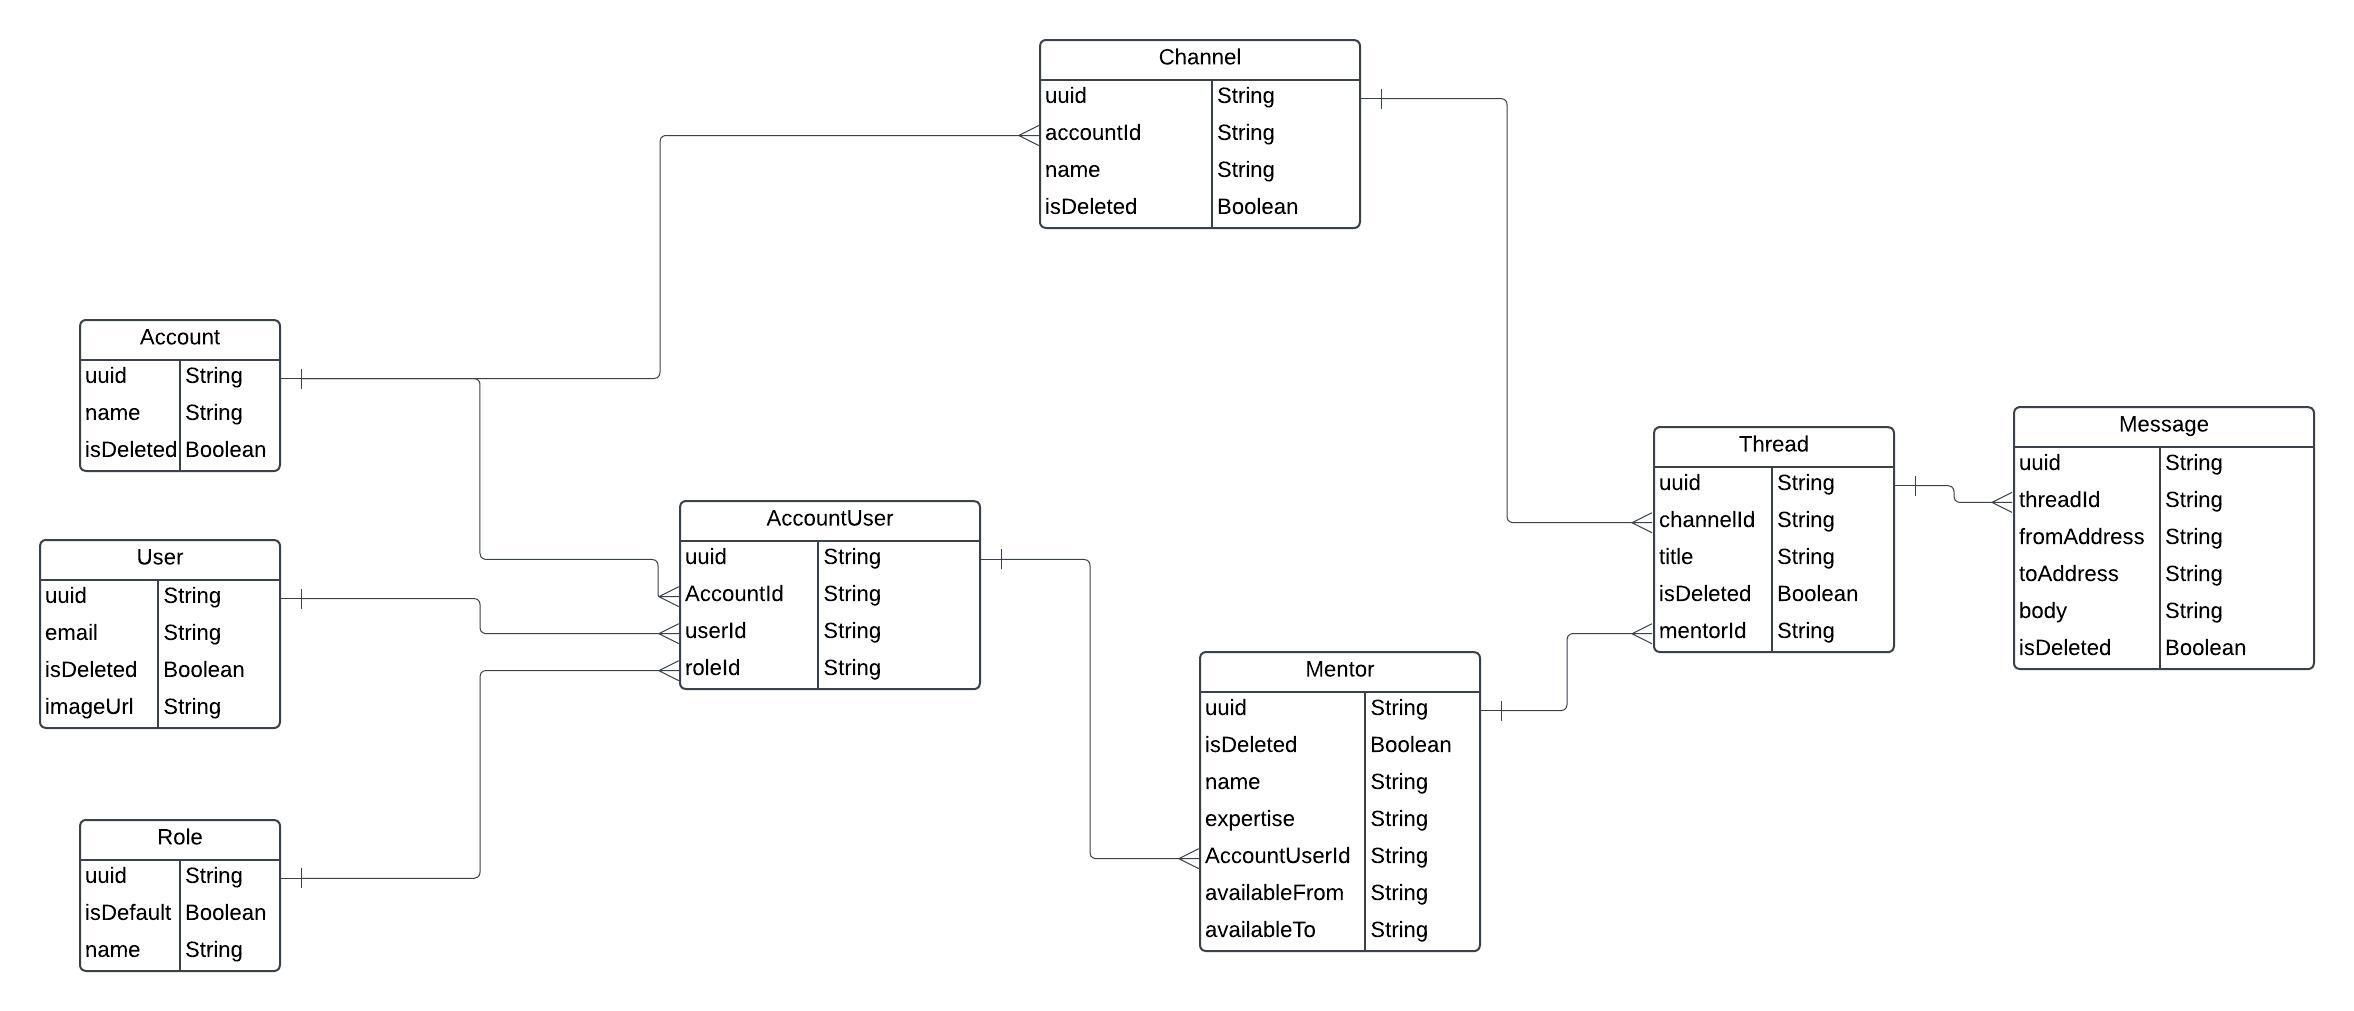 Channel
uuid String
accountId String
name String
isDeleted Boolean
Account
uuid String
name String
isDeleted Boolean
User
uuid String
email String
isDeleted Boolean
imageUrl String
Role
uuid String
isDefault Boolean
name String
AccountUser
uuid String
AccountId String
userId String
roleId String
Mentor
uuid String
isDeleted Boolean
name String
expertise String
AccountUserId String
availableFrom String
availableTo String
Thread
uuid String
channelId String
title String
isDeleted Boolean
mentorId String
Message
uuid String
threadId String
fromAddress String
toAddress String
body String
isDeleted Boolean